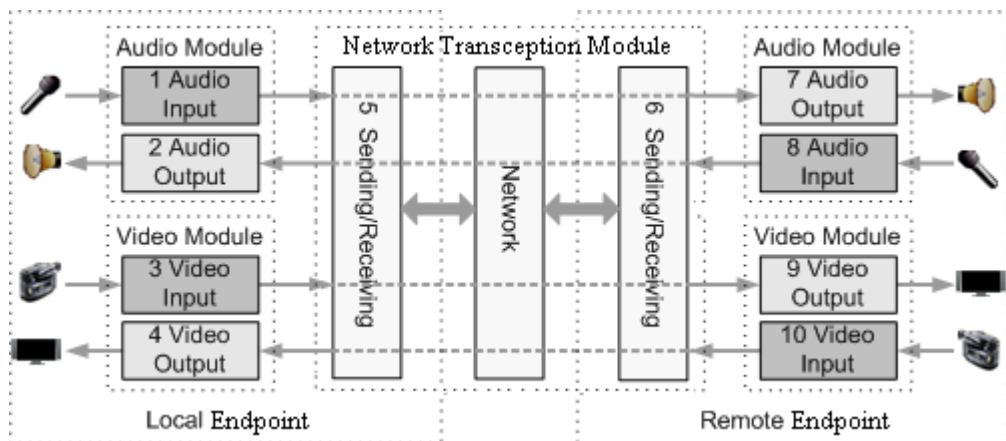 Audio Module
1 Audio
Input
2 Audio
Output
Video Module
3 Video
Input
4 Video
Output
Local Endpoint
Network Transception Module
5 Sending/Receiving
Network
6 Sending/Receiving
Audio Module
7 Audio
Output
8 Audio
Input
Video Module
9 Video
Output
10 Video
Input
Remote Endpoint